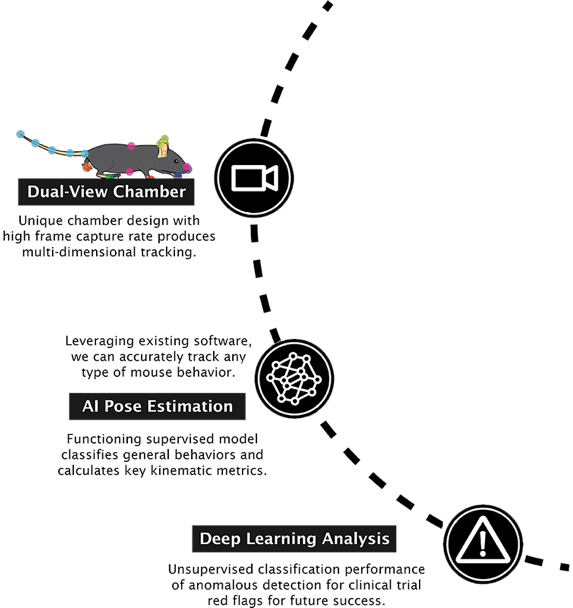 Dual-View Chamber
Unique chamber design with
high frame capture rate produces
multi-dimensional tracking.
Leveraging existing software,
we can accurately track any
type of mouse behavior.
AI Pose Estimation
Functioning supervised model
classifies general behaviors and
calculates key kinematic metrics.
Deep Learning Analysis
Unsupervised classification performance
of anomalous detection for clinical trial
red flags for future success.